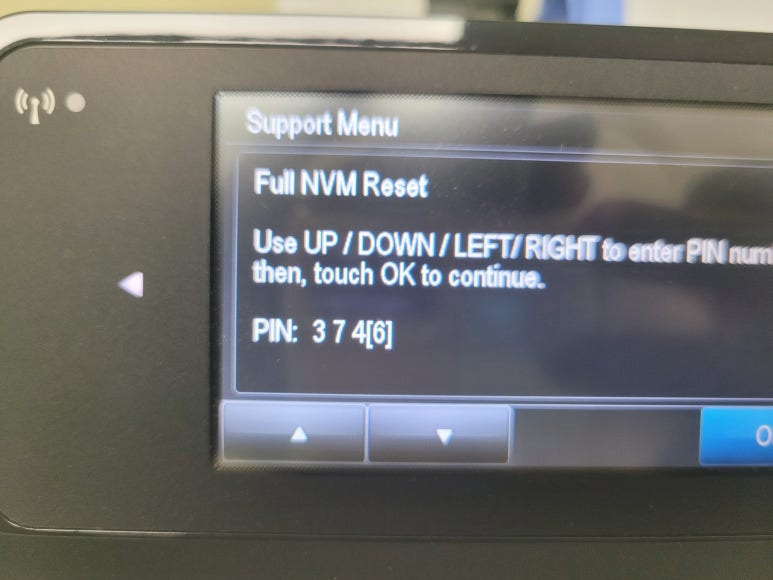 Support Menu
Full NVM Reset
Use UP / DOWN / LEFT/ RIGHT to enter PIN num
then, touch OK to continue.
PIN: 3 7 4[6]
O